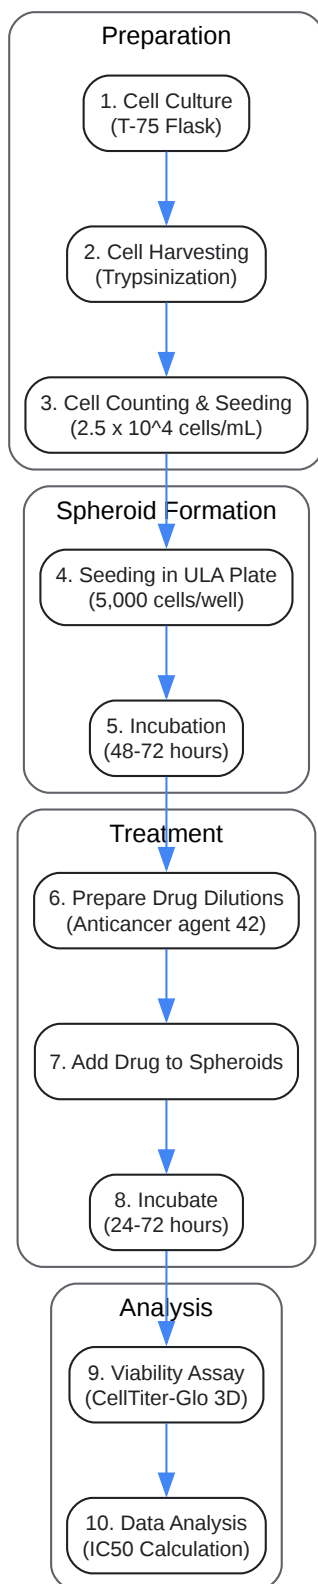 Preparation
1. Cell Culture
(T-75 Flask)
2. Cell Harvesting
(Trypsinization)
3. Cell Counting & Seeding
(2.5 x 10^4 cells/mL)
Spheroid Formation
4. Seeding in ULA Plate
(5,000 cells/well)
5. Incubation
(48-72 hours)
Treatment
6. Prepare Drug Dilutions
(Anticancer agent 42)
7. Add Drug to Spheroids
8. Incubate
(24-72 hours)
Analysis
9. Viability Assay
(CellTiter-Glo 3D)
10. Data Analysis
(IC50 Calculation)